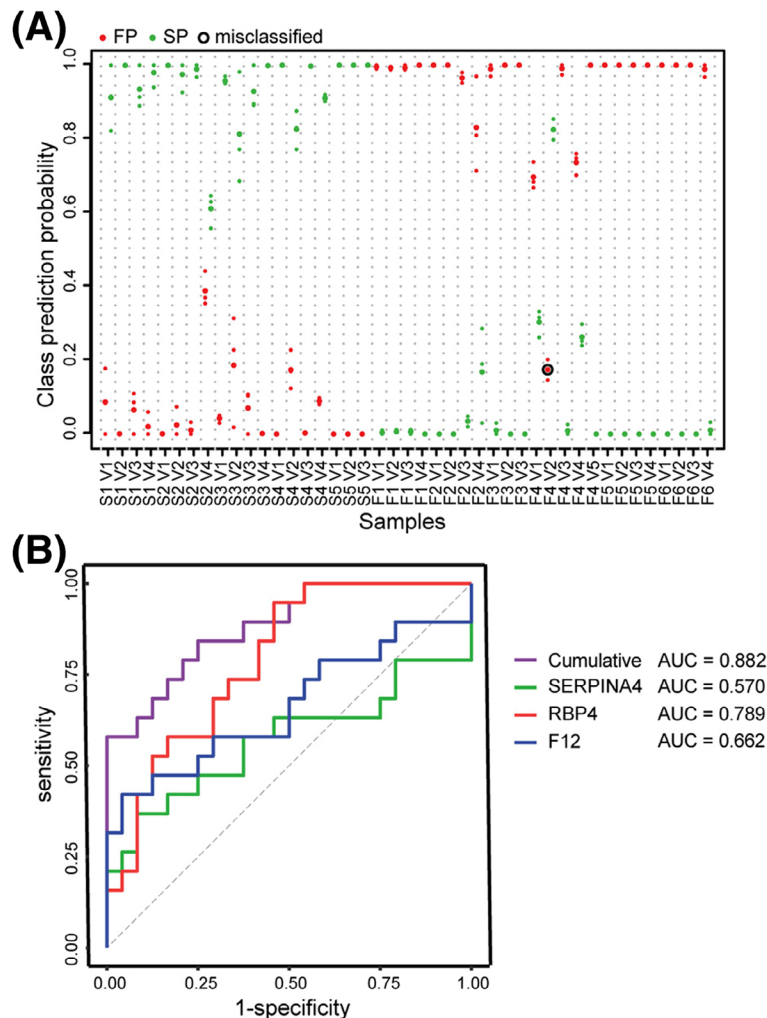 (A)
FP SP misclassified
Class prediction probability
1.0
0.8
0.6
0.4
0.2
0.0
S1 V1
S1 V2
S1 V3
S1 V4
S2 V1
S2 V2
S2 V3
S2 V4
S3 V1
S3 V2
S3 V3
S3 V4
S4 V1
S4 V2
S4 V3
S4 V4
S5 V1
S5 V2
S5 V3
F1 V1
F1 V2
F1 V3
F1 V4
F2 V1
F2 V2
F2 V3
F2 V4
F3 V1
F3 V2
F3 V3
F4 V1
F4 V2
F4 V3
F4 V4
F4 V5
F5 V1
F5 V2
F5 V3
F5 V4
F6 V1
F6 V2
F6 V3
F6 V4
Samples
(B)
sensitivity
1.00
0.75
0.50
0.25
0.00
0.00 0.25 0.50 0.75 1.00
1-specificity
Cumulative AUC = 0.882
SERPINA4 AUC = 0.570
RBP4 AUC = 0.789
F12 AUC = 0.662